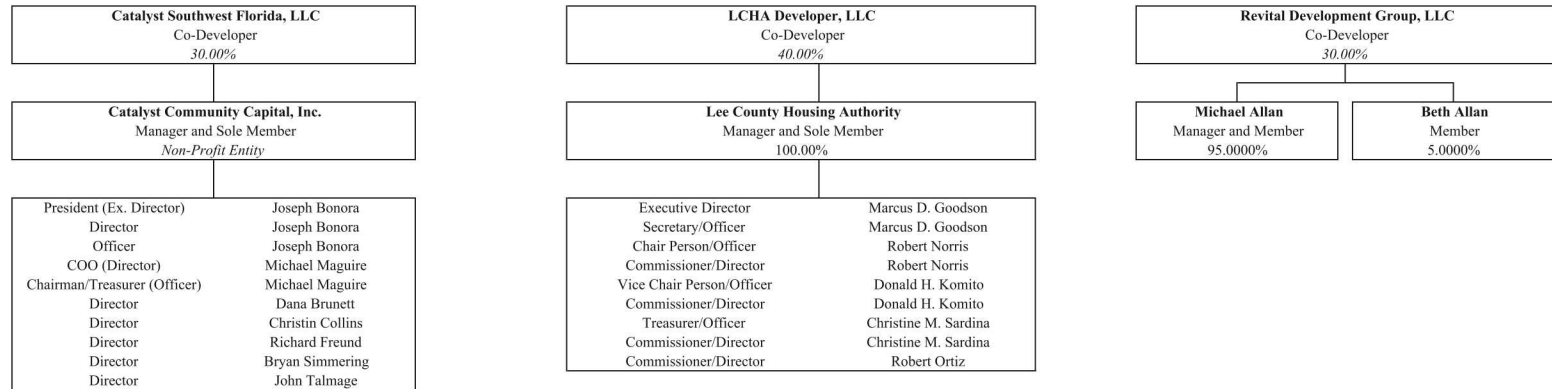 Catalyst Southwest Florida, LLC
Co-Developer
30.00%
Catalyst Community Capital, Inc.
Manager and Sole Member
Non-Profit Entity
President (Ex. Director) Joseph Bonora
Director Joseph Bonora
Officer Joseph Bonora
COO (Director) Michael Maguire
Chairman/Treasurer (Officer) Michael Maguire
Director Dana Brunett
Director Christin Collins
Director Richard Freund
Director Bryan Simmering
Director John Talmage
LCHA Developer, LLC
Co-Developer
40.00%
Lee County Housing Authority
Manager and Sole Member
100.00%
Executive Director Marcus D. Goodson
Secretary/Officer Marcus D. Goodson
Chair Person/Officer Robert Norris
Commissioner/Director Robert Norris
Vice Chair Person/Officer Donald H. Komito
Commissioner/Director Donald H. Komito
Treasurer/Officer Christine M. Sardina
Commissioner/Director Christine M. Sardina
Commissioner/Director Robert Ortiz
Revital Development Group, LLC
Co-Developer
30.00%
Michael Allan
Manager and Member
95.0000%
Beth Allan
Member
5.0000%